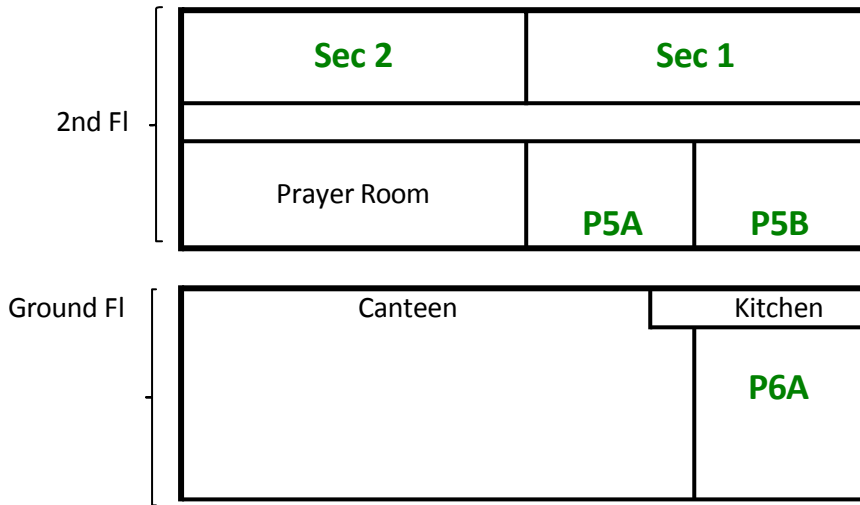 Sec 2 Sec 1
2nd Fl
Prayer Room
P5A P5B
Ground Fl Canteen Kitchen
P6A